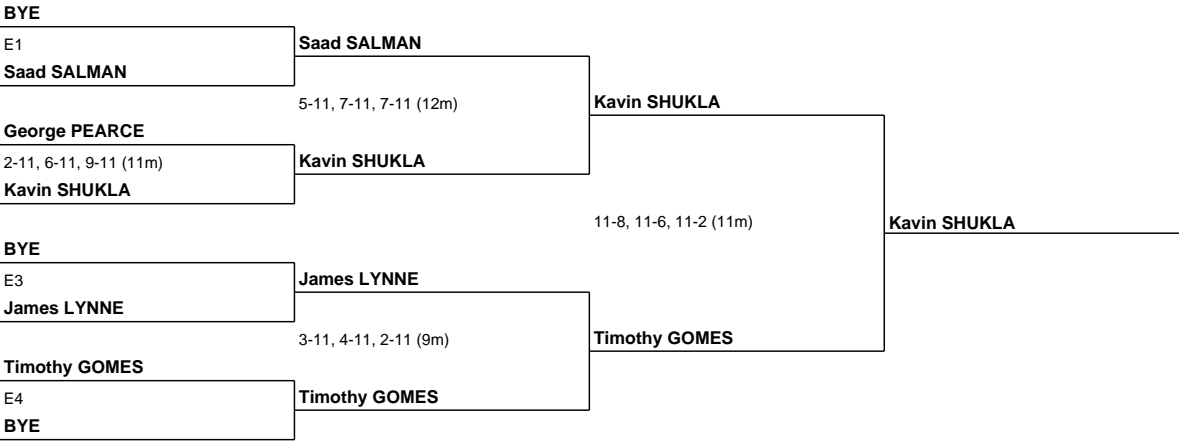 BYE
E1
Saad SALMAN
George PEARCE
2-11, 6-11, 9-11 (11m)
Kavin SHUKLA
BYE
E3
James LYNNE
Timothy GOMES
E4
BYE
Saad SALMAN
5-11, 7-11, 7-11 (12m)
Kavin SHUKLA
James LYNNE
3-11, 4-11, 2-11 (9m)
Timothy GOMES
Kavin SHUKLA
11-8, 11-6, 11-2 (11m)
Timothy GOMES
Kavin SHUKLA